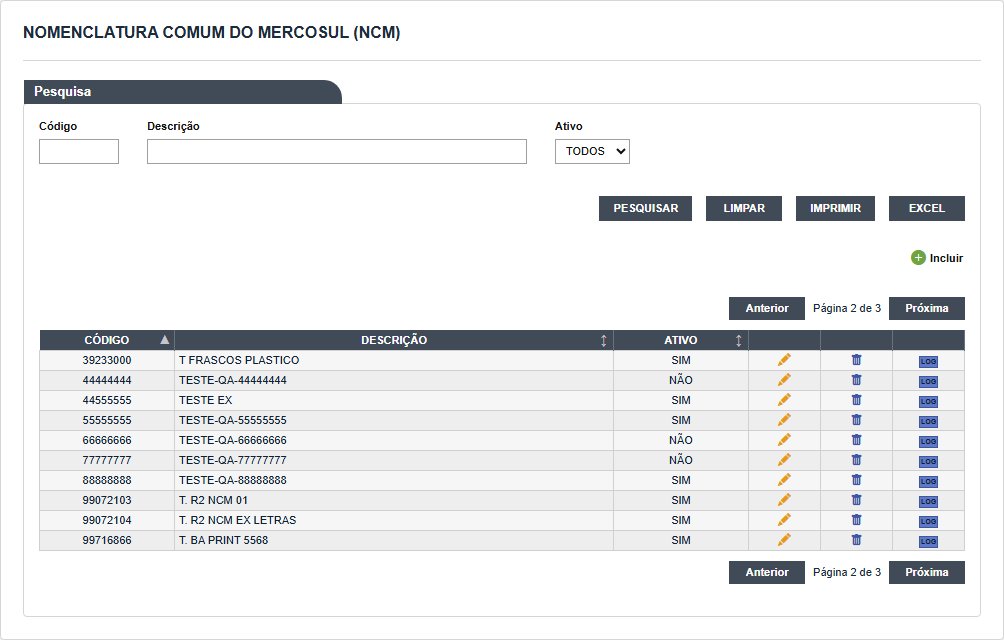 NOMENCLATURA COMUM DO MERCOSUL (NCM)
Pesquisa
Código Descrição Ativo
TODOS
PESQUISAR LIMPAR IMPRIMIR EXCEL
Incluir
Anterior Página 2 de 3 Próxima
CÓDIGO DESCRIÇÃO ATIVO
39233000 T FRASCOS PLASTICO SIM LOG
44444444 TESTE-QA-44444444 NÃO LOG
44555555 TESTE EX SIM LOG
55555555 TESTE-QA-55555555 SIM LOG
66666666 TESTE-QA-66666666 NÃO LOG
77777777 TESTE-QA-77777777 NÃO LOG
88888888 TESTE-QA-88888888 SIM LOG
99072103 T. R2 NCM 01 SIM LOG
99072104 T. R2 NCM EX LETRAS SIM LOG
99716866 T. BA PRINT 5568 SIM LOG
Anterior Página 2 de 3 Próxima